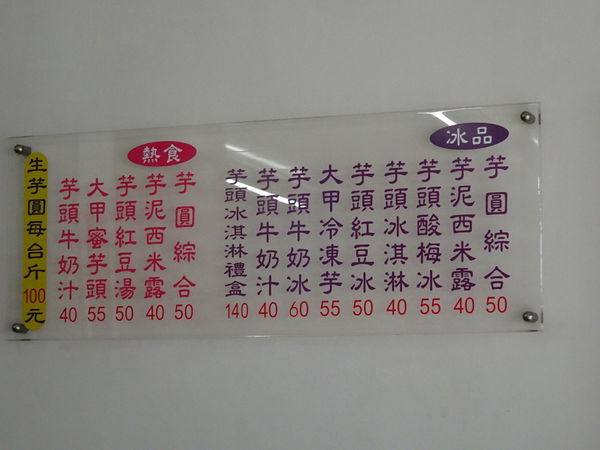 冰品
芋圓綜合 50
芋泥西米露 40
芋頭酸梅冰 55
芋頭冰淇淋 40
芋頭紅豆冰 50
大甲冷凍芋 55
芋頭牛奶冰 60
芋頭牛奶汁 40
芋頭冰淇淋禮盒 140
熱食
芋圓綜合 50
芋泥西米露 40
芋頭紅豆湯 50
大甲蜜芋頭 55
芋頭牛奶汁 40
生芋圓每台斤100元